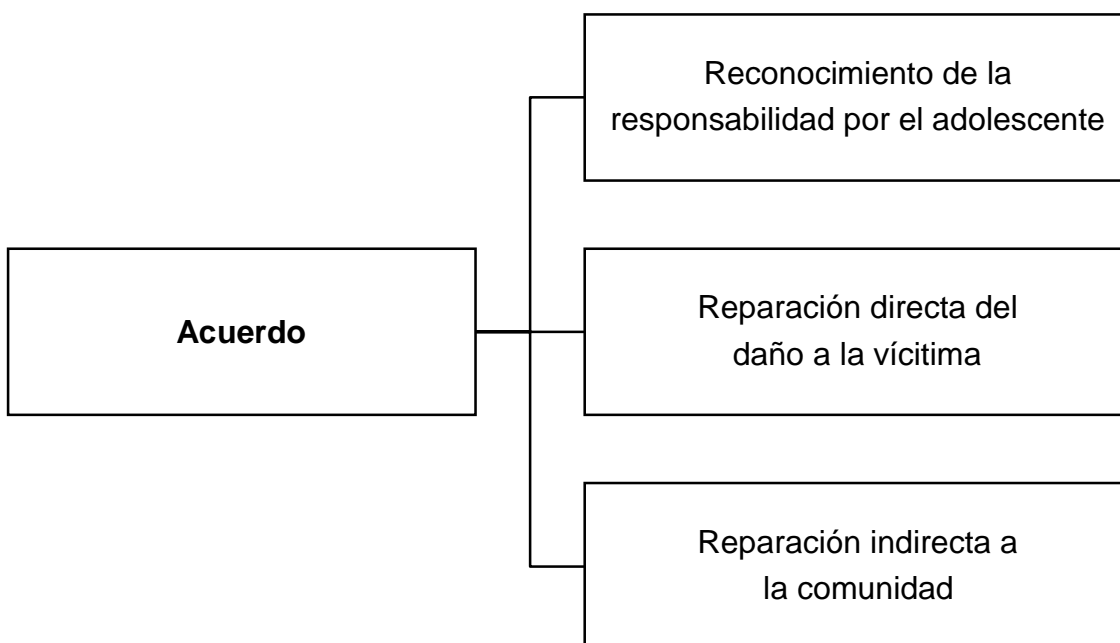 Reconocimiento de la
responsabilidad por el adolescente
Acuerdo
Reparación directa del
daño a la vícitima
Reparación indirecta a
la comunidad